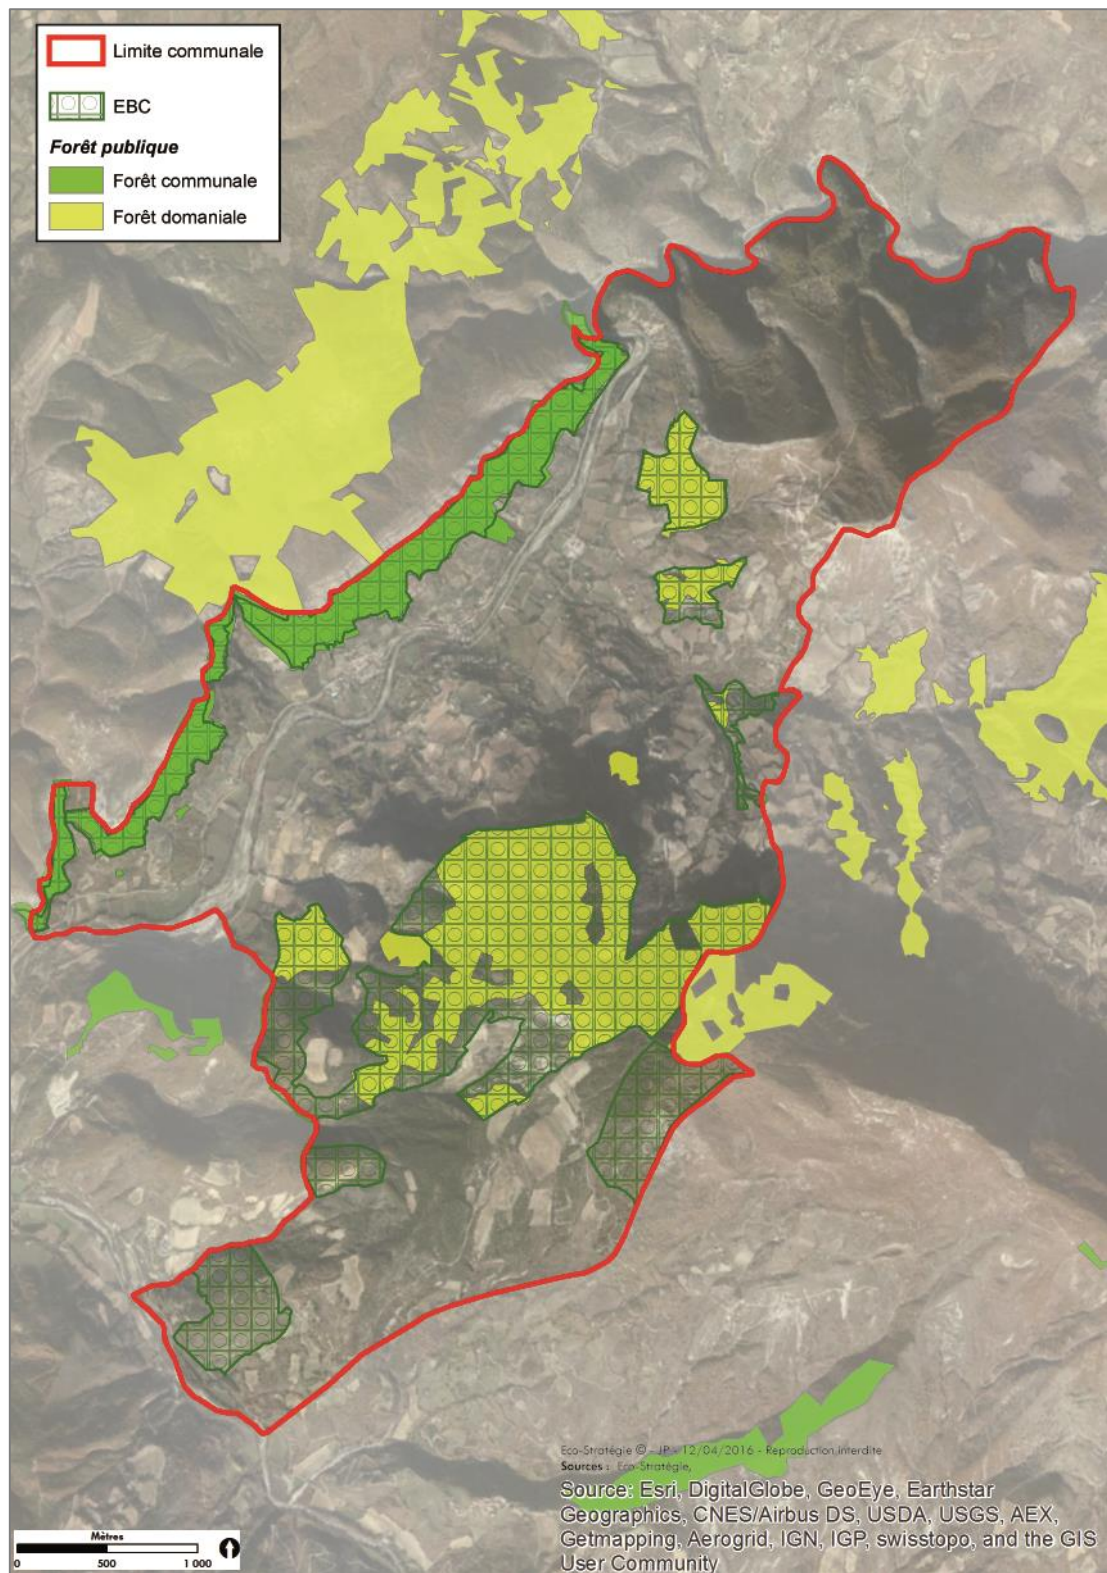 Limite communale
EBC
Forêt publique
Forêt communale
Forêt domaniale
Eco-Stratégie © - JP - 12/04/2016 - Reproduction interdite
Sources : Eco-Stratégie,
Source: Esri, DigitalGlobe, GeoEye, Earthstar
Geographics, CNES/Airbus DS, USDA, USGS, AEX,
Getmapping, Aerogrid, IGN, IGP, swisstopo, and the GIS
User Community
Mètres
0 500 1 000